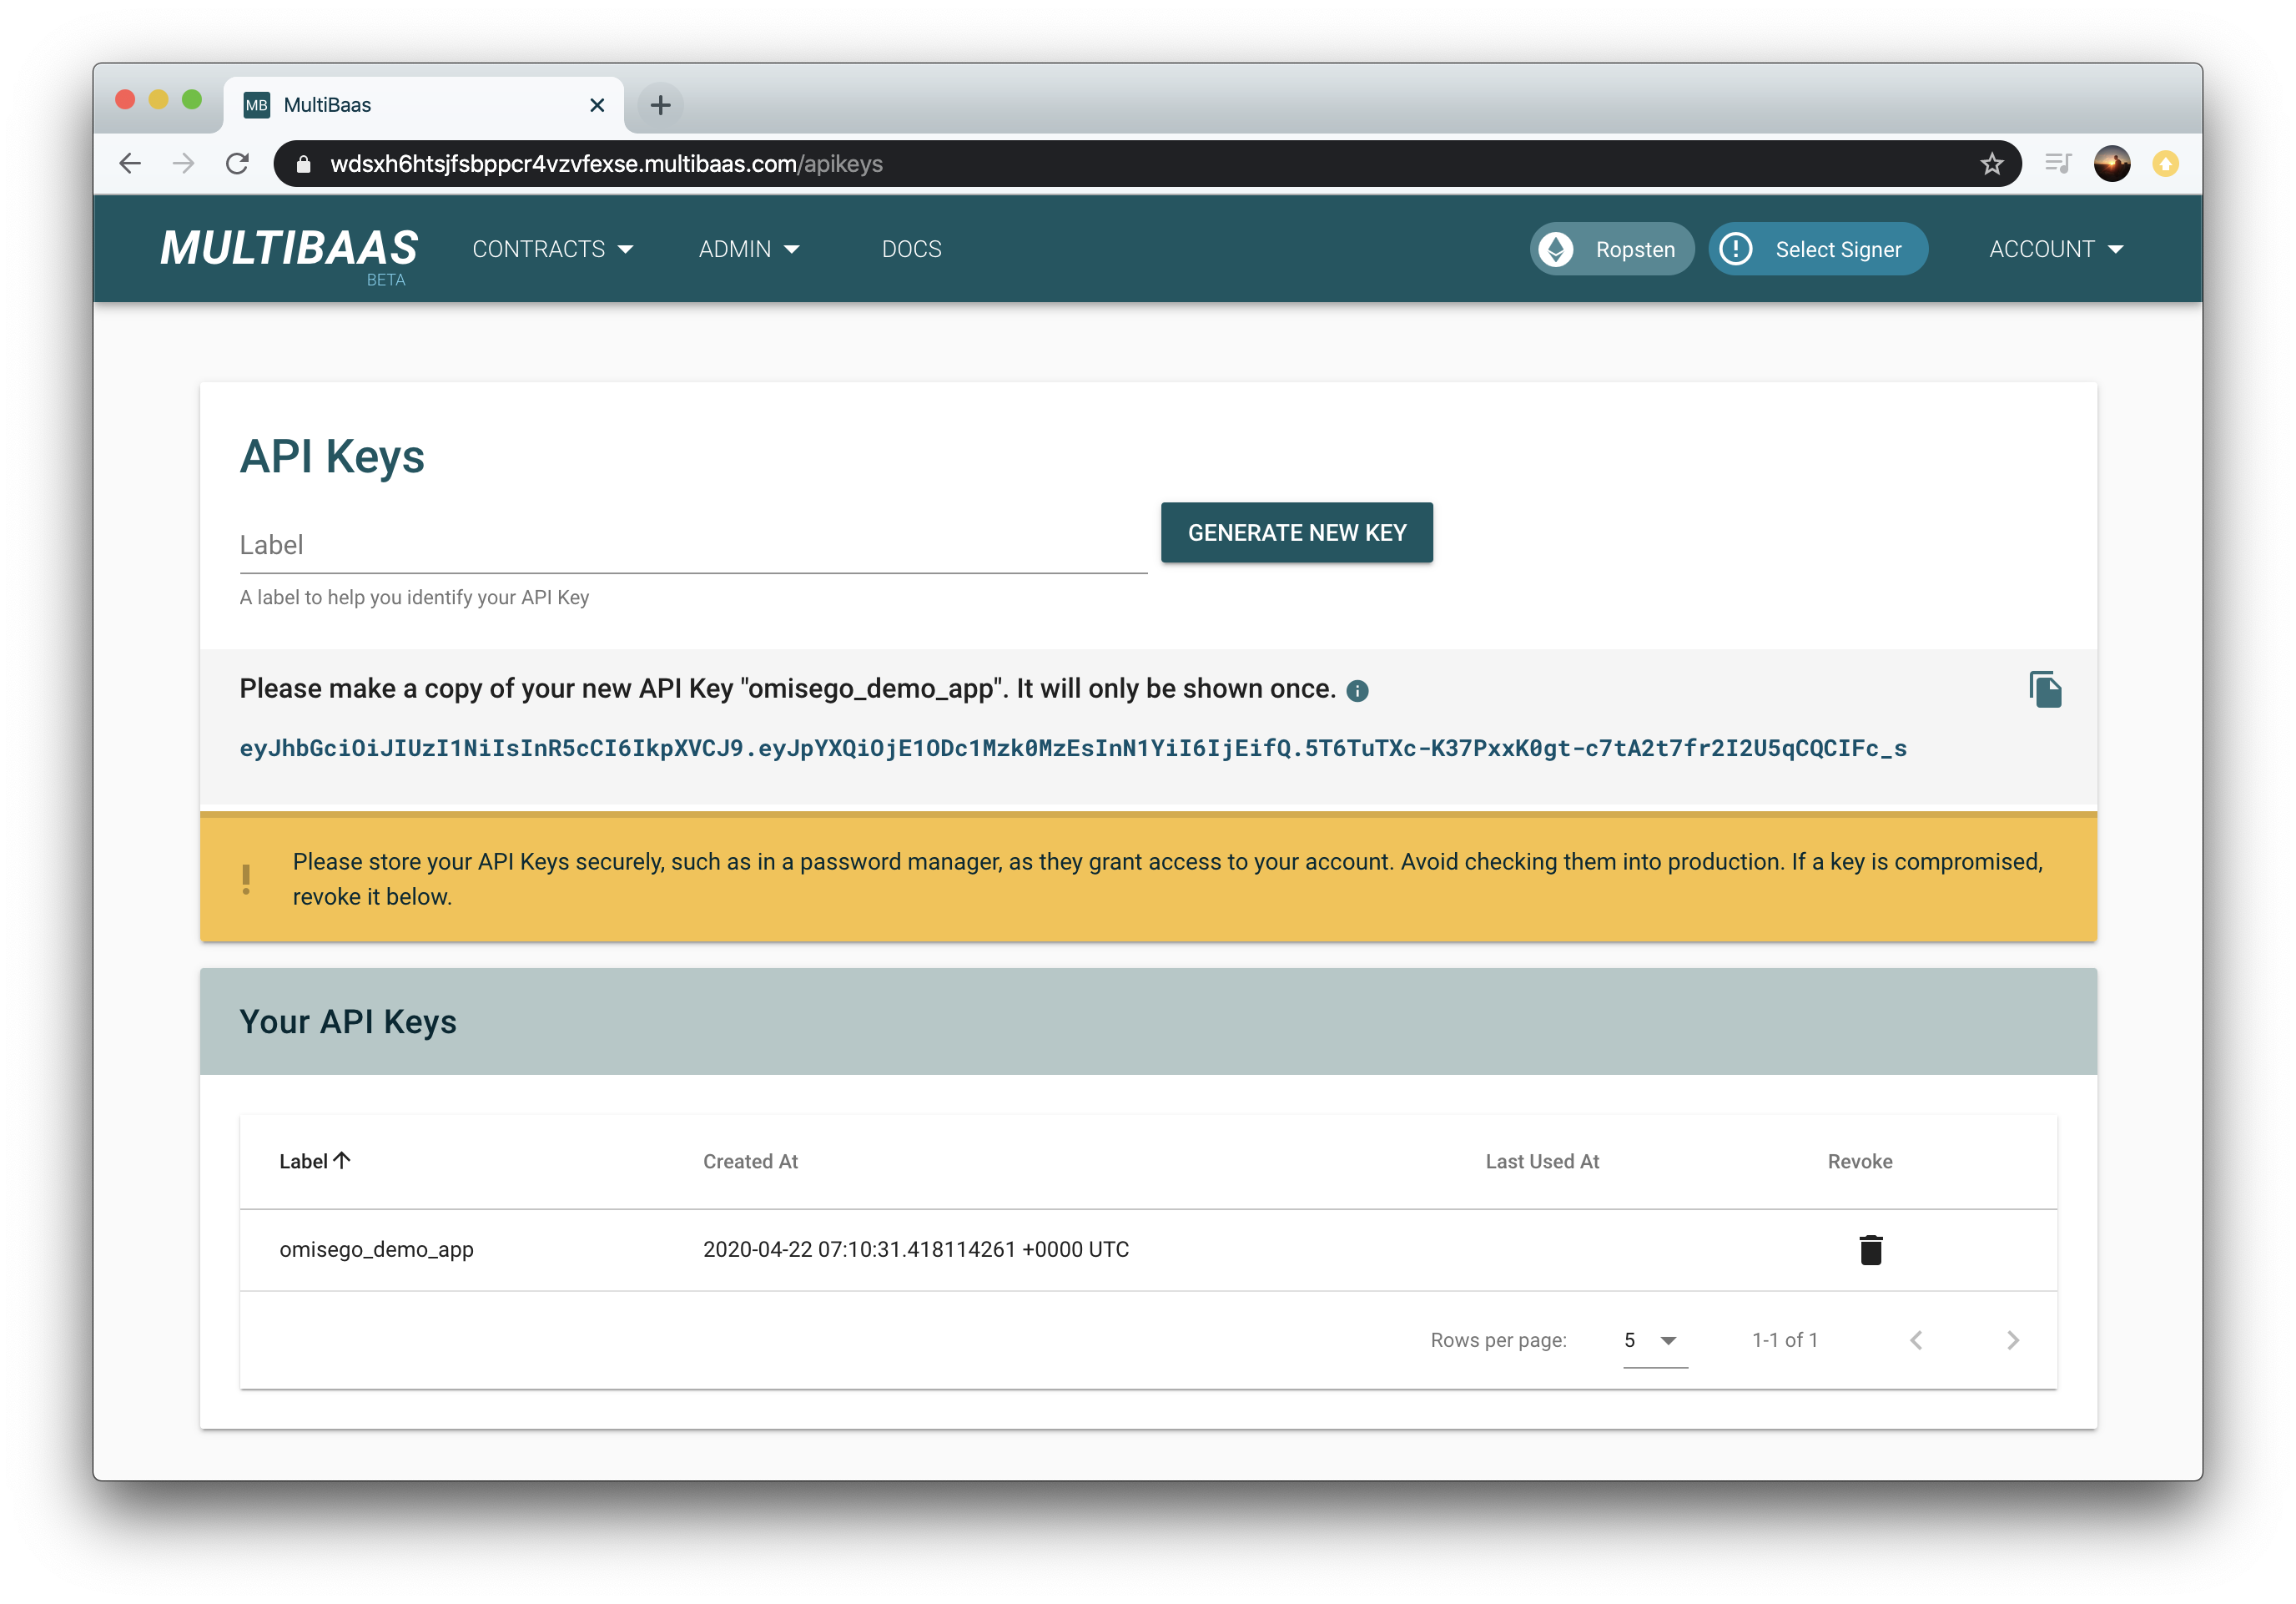 MB MultiBaas
wdsxh6htsjfsbppcr4vzvfexse.multibaas.com/apikeys
MULTIBAAS
BETA
CONTRACTS ADMIN DOCS Ropsten Select Signer ACCOUNT
API Keys
Label
GENERATE NEW KEY
A label to help you identify your API Key
Please make a copy of your new API Key "omisego_demo_app". It will only be shown once.
eyJhbGciOiJIUzI1NiIsInR5cCI6IkpXVCJ9.eyJpYXQiOjE1ODc1Mzk0MzEsInN1YiI6IjEifQ.5T6TuTXc-K37PxxK0gt-c7tA2t7fr2I2U5qCQCIFc_s
Please store your API Keys securely, such as in a password manager, as they grant access to your account. Avoid checking them into production. If a key is compromised,
revoke it below.
Your API Keys
Label Created At Last Used At Revoke
omisego_demo_app 2020-04-22 07:10:31.418114261 +0000 UTC
Rows per page: 5 1-1 of 1